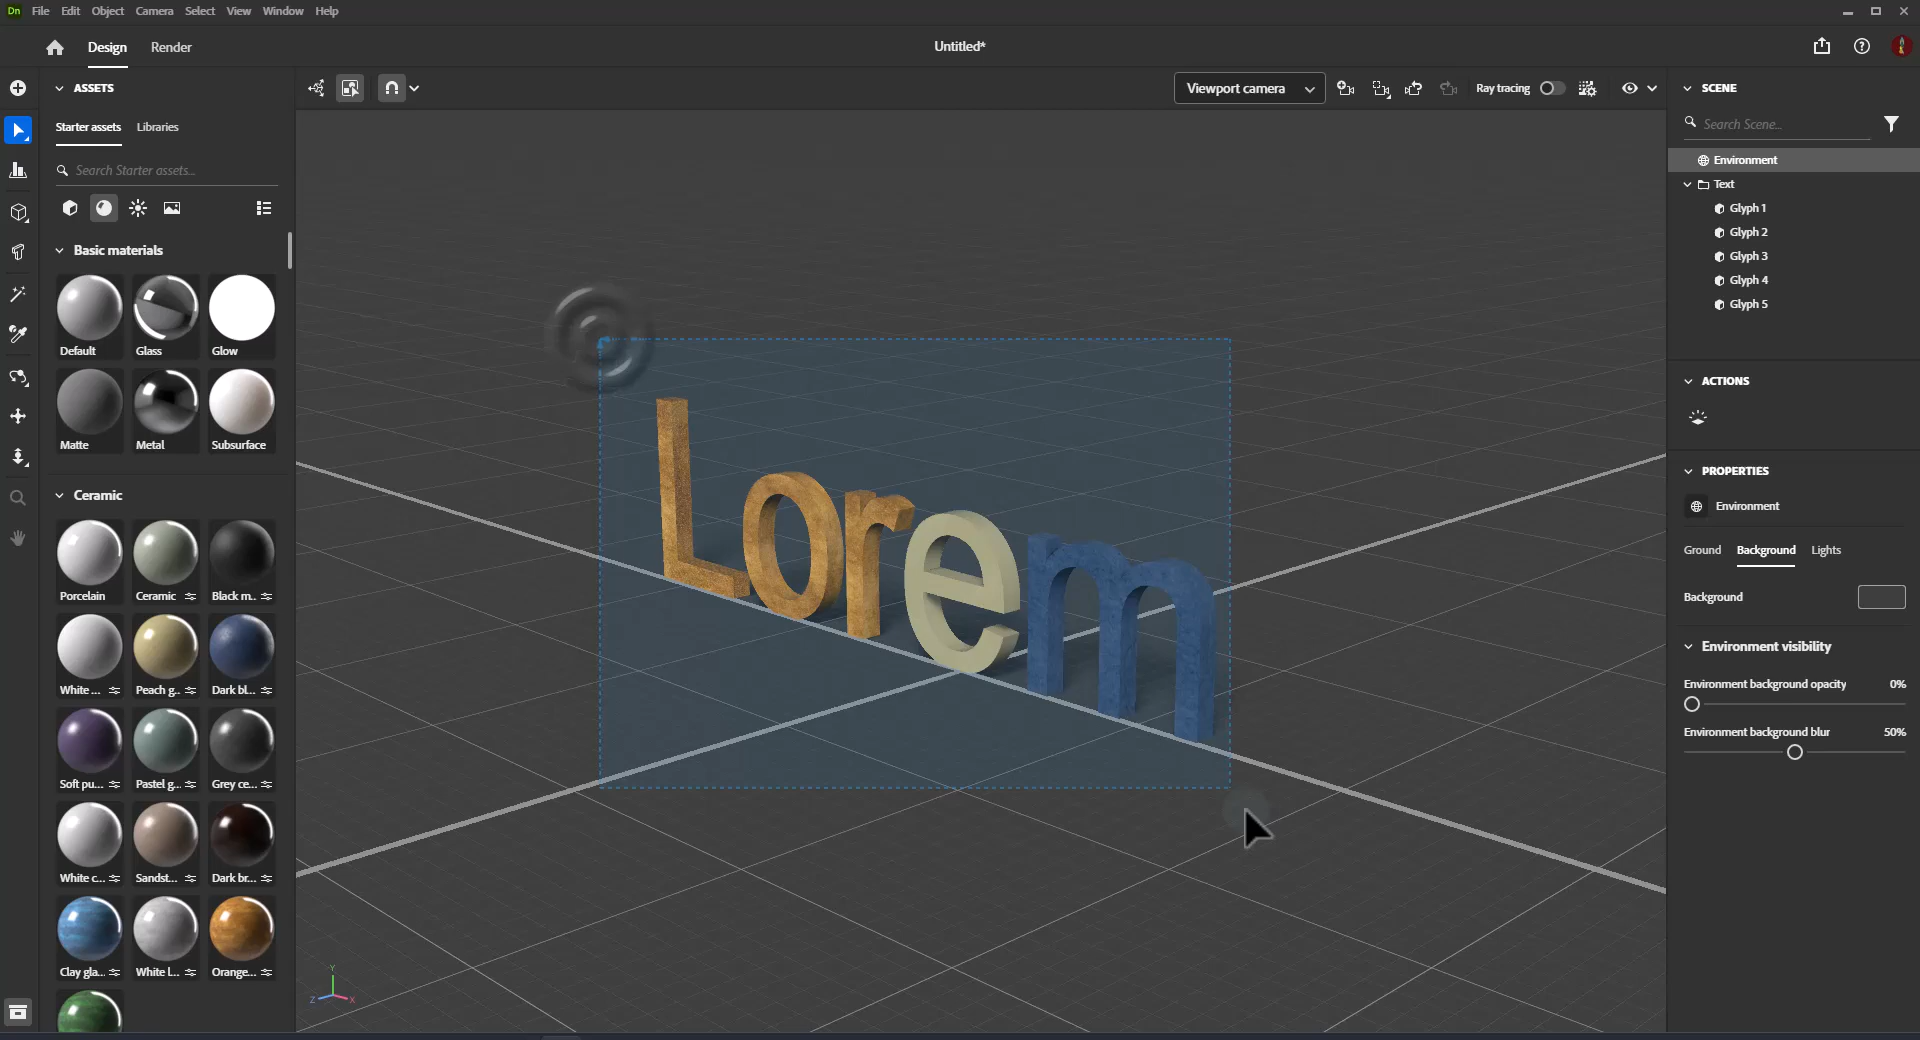 Dn File Edit Object Camera Select View Window Help
Design Render Untitled*
ASSETS
Starter assets Libraries
Search Starter assets...
Basic materials
Default Glass Glow
Matte Metal Subsurface
Ceramic
Porcelain Ceramic Black m..
White ... Peach g.. Dark bl...
Soft pu... Pastel g... Grey ce...
White c... Sandst... Dark br...
Clay gla... White l... Orange...
Viewport camera Ray tracing
Lorem
Y
Z X
SCENE
Search Scene...
Environment
Text
Glyph 1
Glyph 2
Glyph 3
Glyph 4
Glyph 5
ACTIONS
PROPERTIES
Environment
Ground Background Lights
Background
Environment visibility
Environment background opacity 0%
Environment background blur 50%